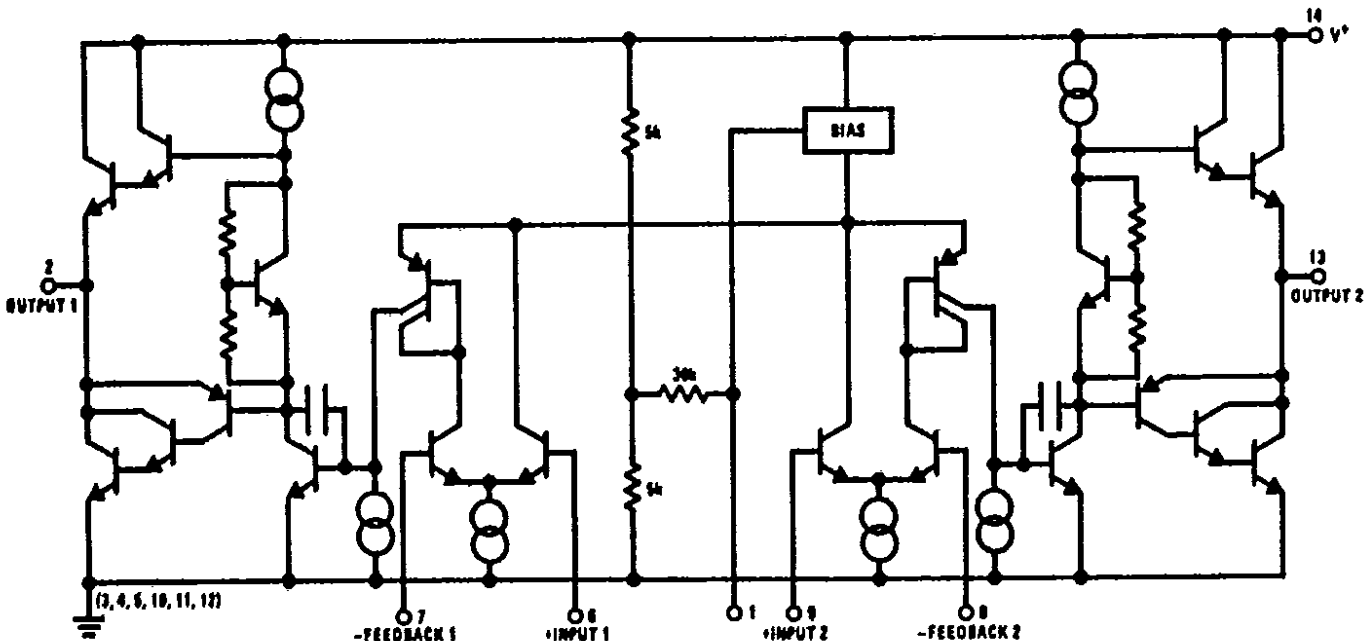 14
V+
5k
BIAS
2
OUTPUT 1
13
OUTPUT 2
30k
5k
(3, 4, 5, 10, 11, 12)
7
-FEEDBACK 1
6
+INPUT 1
1
9
+INPUT 2
8
-FEEDBACK 2